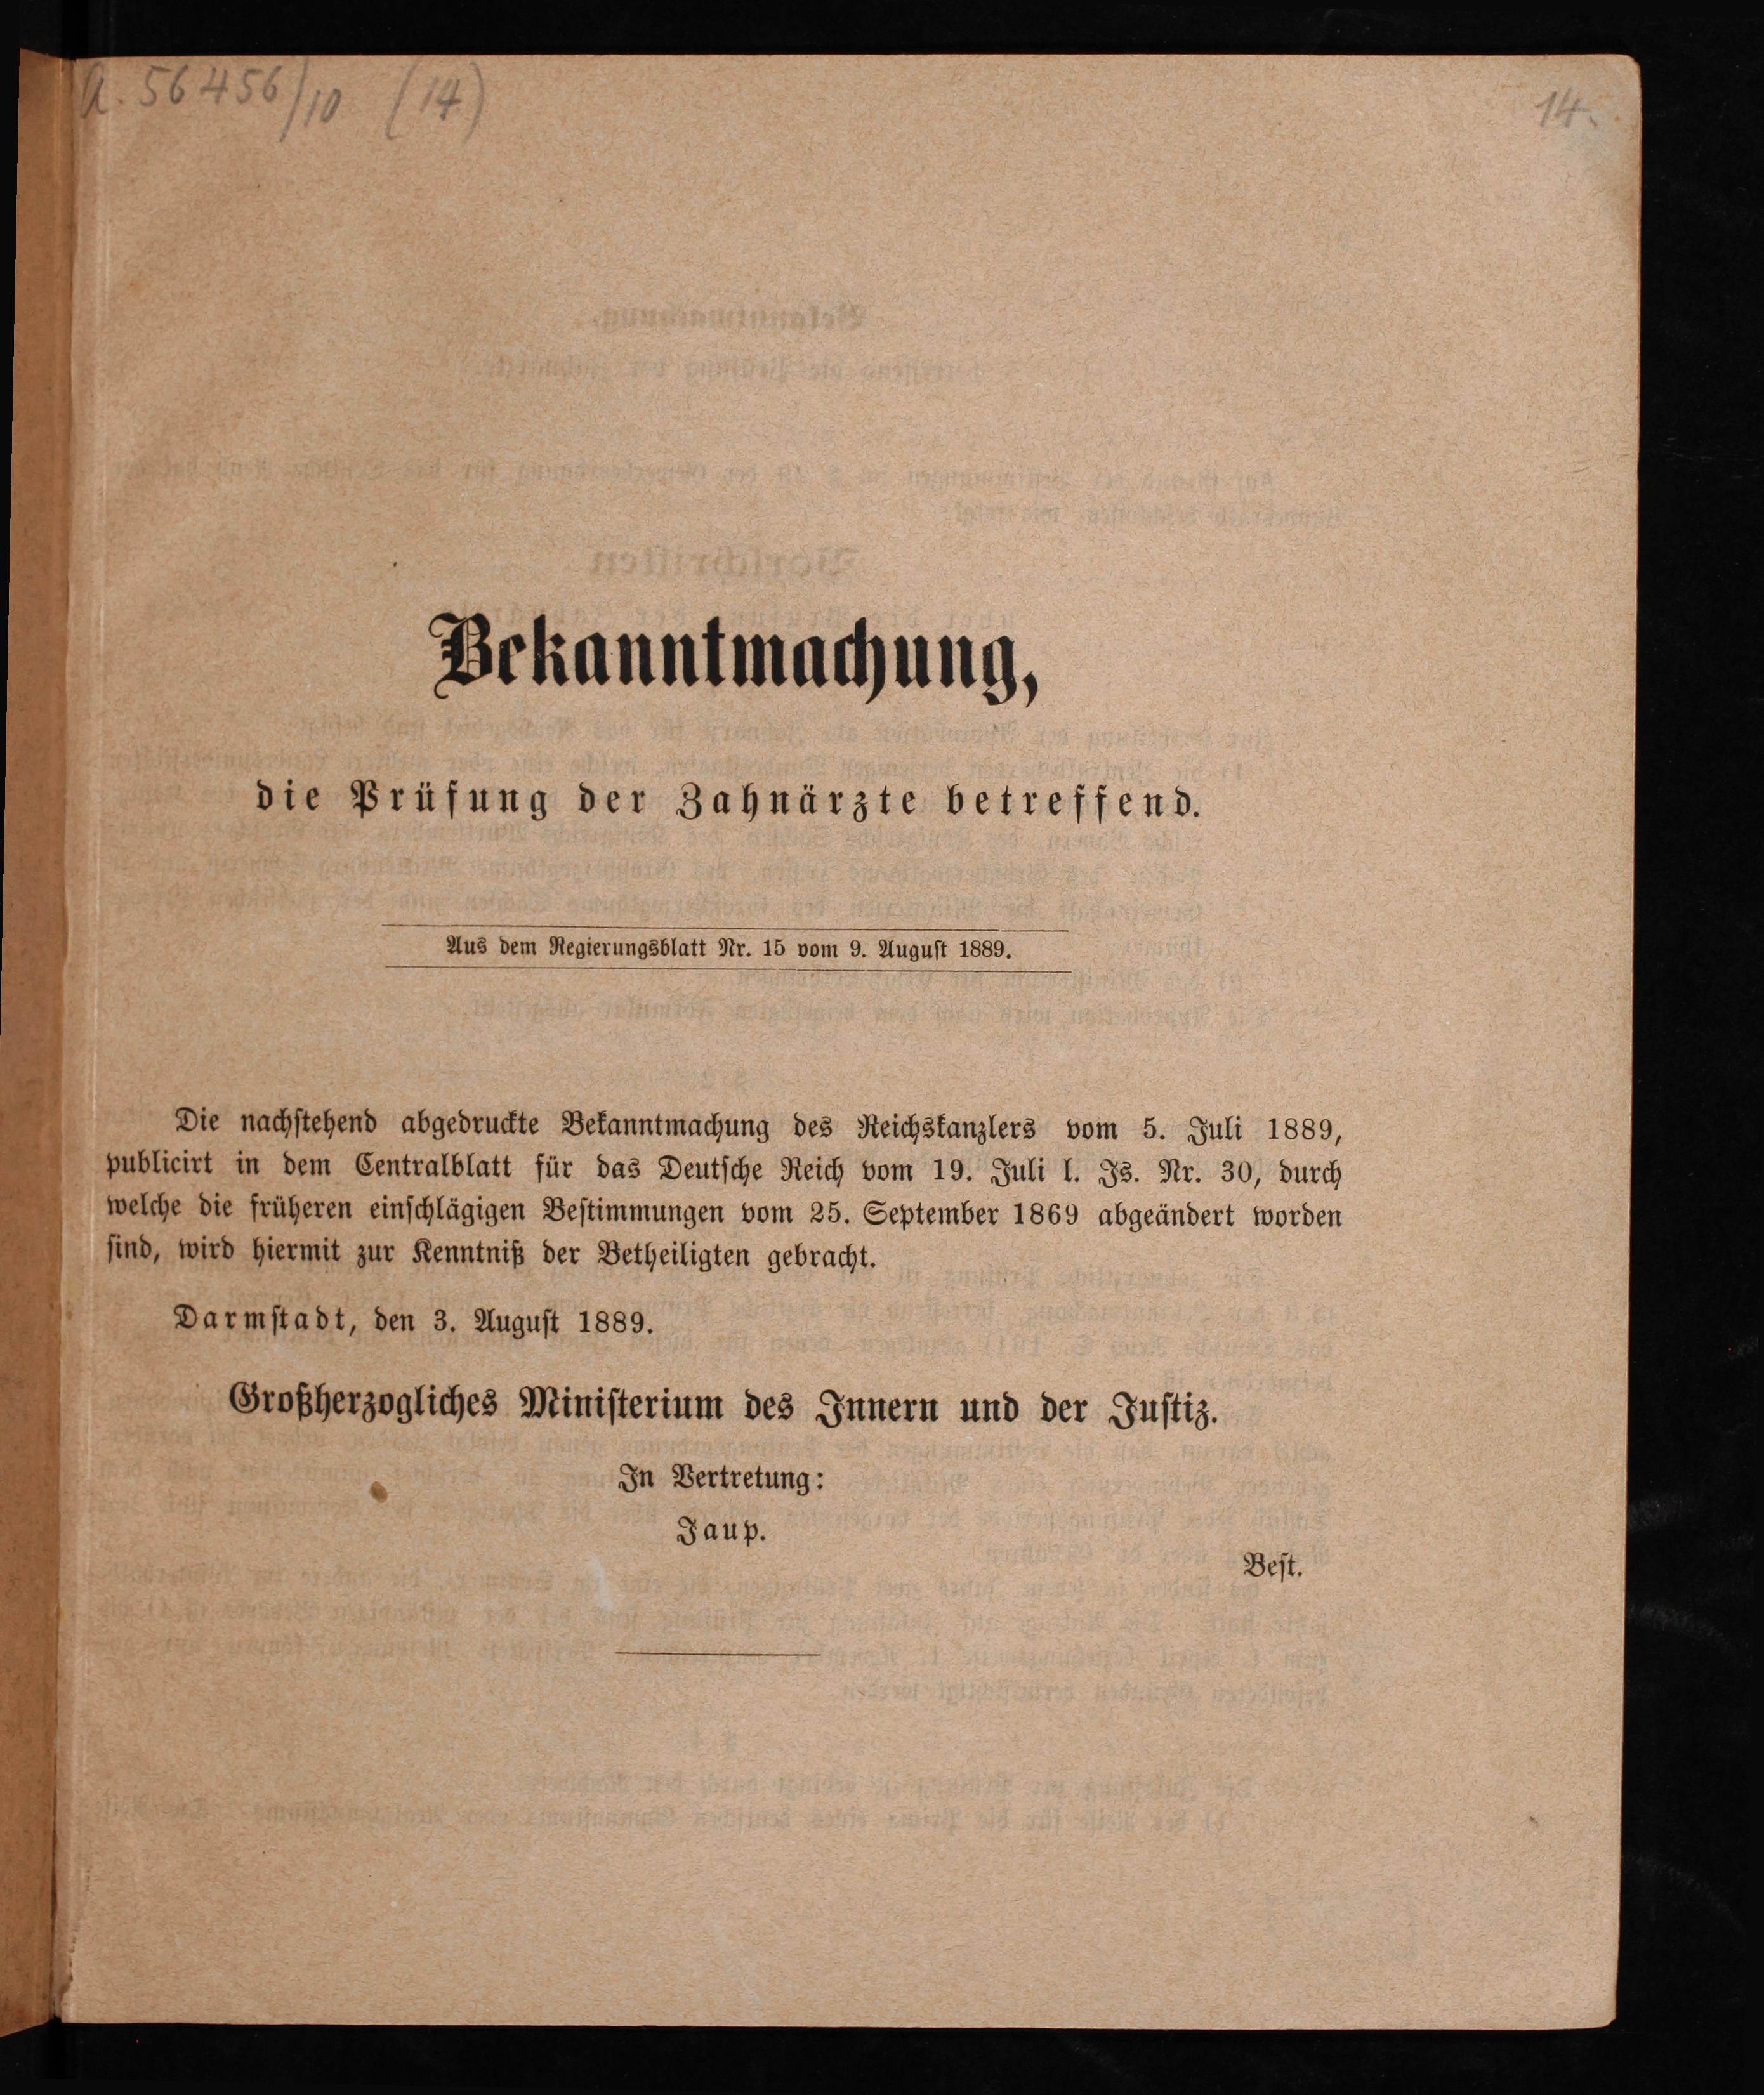 a. 56456/10 (14)
14.
Bekanntmachung,
die Prüfung der Zahnärzte betreffend.
Aus dem Regierungsblatt Nr. 15 vom 9. Auguſt 1889.
Die nachſtehend abgedruckte Bekanntmachung des Reichskanzlers vom 5. Juli 1889,
publicirt in dem Centralblatt für das Deutſche Reich vom 19. Juli l. Js. Nr. 30, durch
welche die früheren einſchlägigen Beſtimmungen vom 25. September 1869 abgeändert worden
ſind, wird hiermit zur Kenntniß der Betheiligten gebracht.
Darmſtadt, den 3. Auguſt 1889.
Großherzogliches Miniſterium des Innern und der Juſtiz.
In Vertretung:
Jaup.
Beſt.